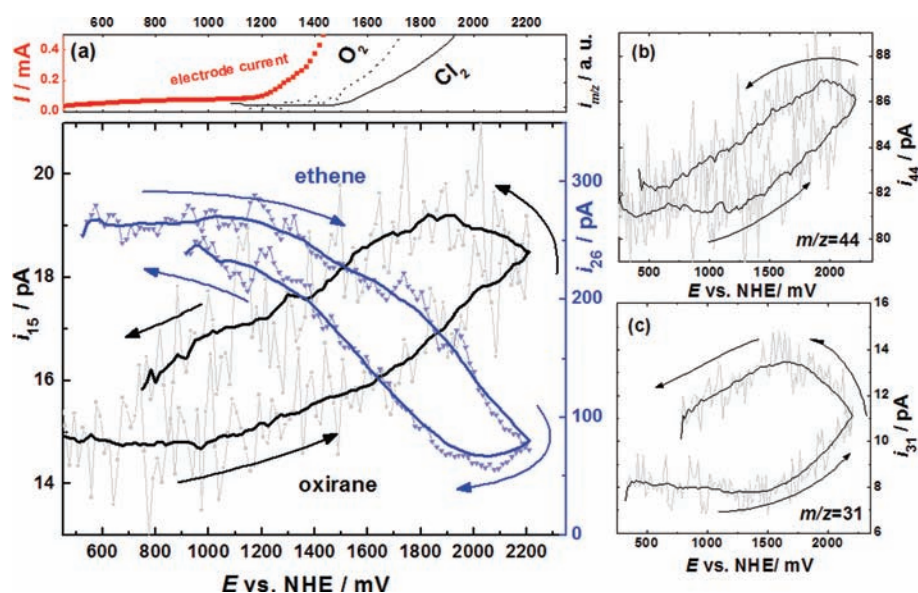 600 800 1000 1200 1400 1600 1800 2000 2200
(a)
0.4
0.2
0.0
I / mA
electrode current
O2
Cl2
i m/z / a. u.
20
18
16
14
i15 / pA
ethene
oxirane
300
200
100
0
i26 / pA
600 800 1000 1200 1400 1600 1800 2000 2200
E vs. NHE / mV
(b)
88
86
84
82
80
i44 / pA
m/z=44
500 1000 1500 2000
E vs. NHE / mV
(c)
16
14
12
10
8
6
i31 / pA
m/z=31
500 1000 1500 2000
E vs. NHE / mV